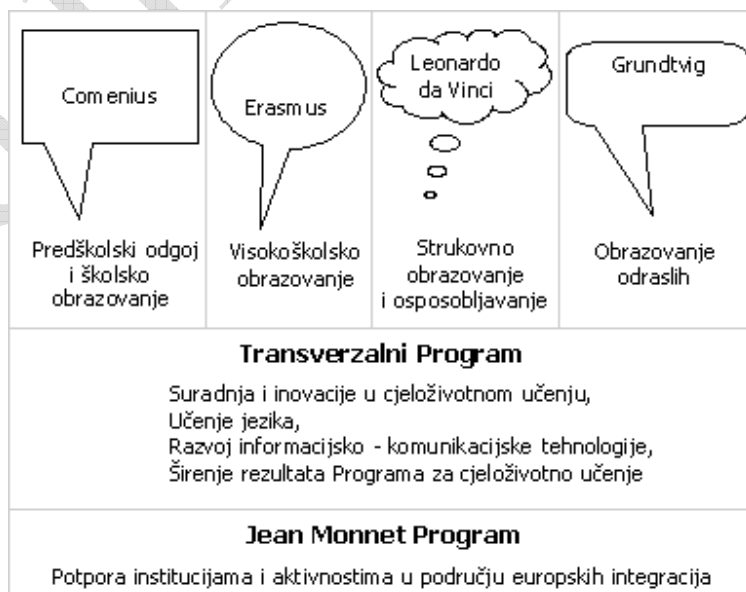 Comenius
Erasmus
Leonardo
da Vinci
Grundtvig
Predškolski odgoj
i školsko
obrazovanje
Visokoškolsko
obrazovanje
Strukovno
obrazovanje
i osposobljavanje
Obrazovanje
odraslih
Transverzalni Program
Suradnja i inovacije u cjeloživotnom učenju,
Učenje jezika,
Razvoj informacijsko - komunikacijske tehnologije,
Širenje rezultata Programa za cjeloživotno učenje
Jean Monnet Program
Potpora institucijama i aktivnostima u području europskih integracija